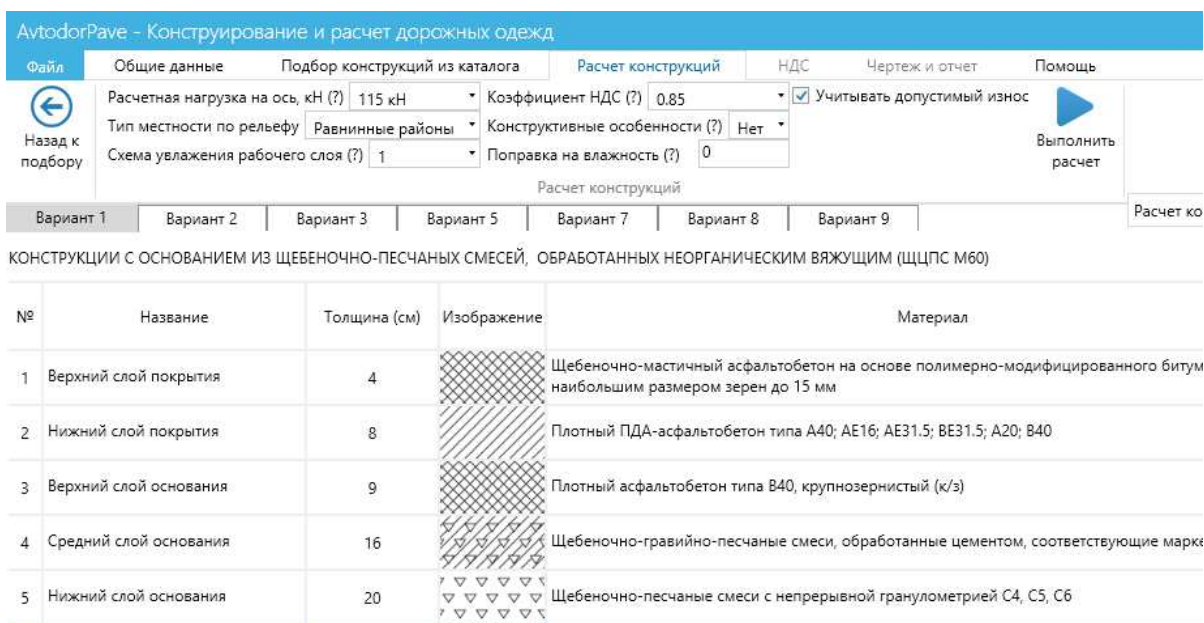 AvtodorPave - Конструирование и расчет дорожных одежд
Файл Общие данные Подбор конструкций из каталога Расчет конструкций НДС Чертеж и отчет Помощь
Назад к подбору
Расчетная нагрузка на ось, кН (?) 115 кН Коэффициент НДС (?) 0.85 Учитывать допустимый износ
Тип местности по рельефу Равнинные районы Конструктивные особенности (?) Нет
Схема увлажения рабочего слоя (?) 1 Поправка на влажность (?) 0
Выполнить расчет
Расчет конструкций
Вариант 1 Вариант 2 Вариант 3 Вариант 5 Вариант 7 Вариант 8 Вариант 9 Расчет ко
КОНСТРУКЦИИ С ОСНОВАНИЕМ ИЗ ЩЕБЕНОЧНО-ПЕСЧАНЫХ СМЕСЕЙ, ОБРАБОТАННЫХ НЕОРГАНИЧЕСКИМ ВЯЖУЩИМ (ЩЦПС М60)
№ Название Толщина (см) Изображение Материал
1 Верхний слой покрытия 4 Щебеночно-мастичный асфальтобетон на основе полимерно-модифицированного битум
наибольшим размером зерен до 15 мм
2 Нижний слой покрытия 8 Плотный ПДА-асфальтобетон типа А40; АЕ16; АЕ31.5; ВЕ31.5; А20; В40
3 Верхний слой основания 9 Плотный асфальтобетон типа В40, крупнозернистый (к/з)
4 Средний слой основания 16 Щебеночно-гравийно-песчаные смеси, обработанные цементом, соответствующие марке
5 Нижний слой основания 20 Щебеночно-песчаные смеси с непрерывной гранулометрией С4, С5, С6